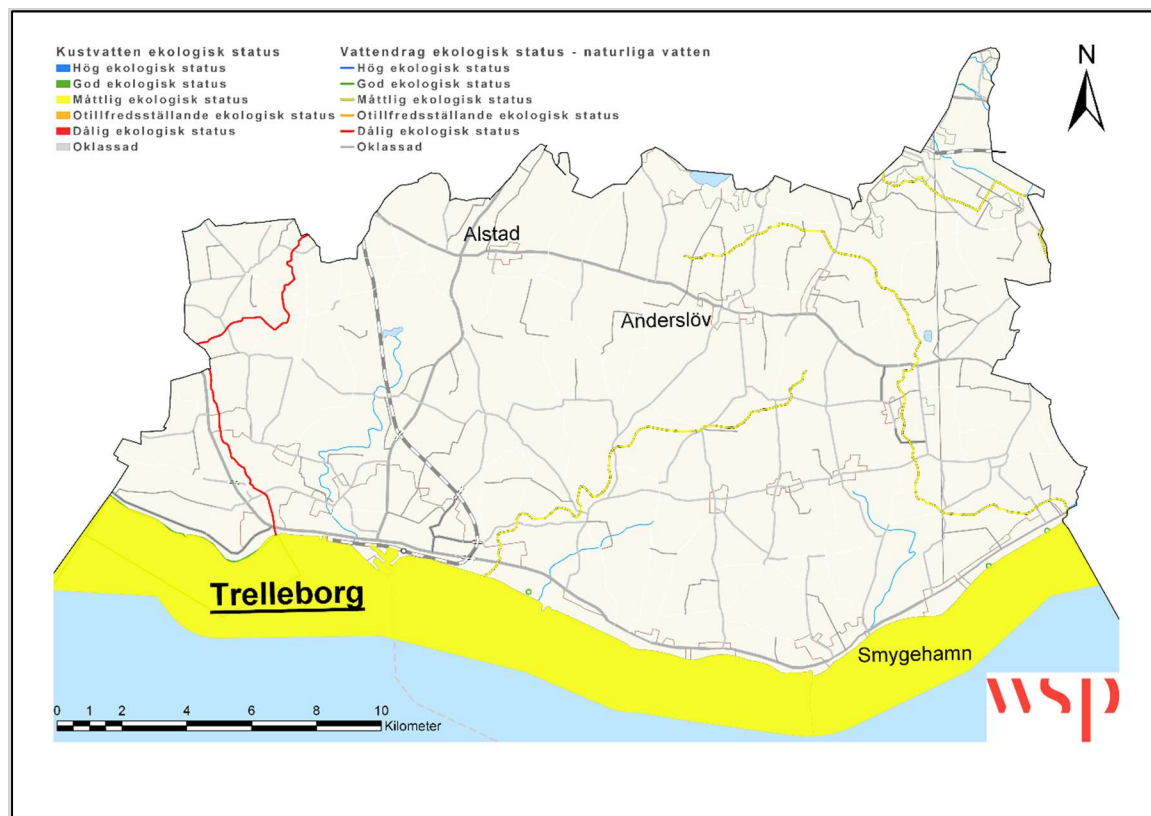 Kustvatten ekologisk status
Hög ekologisk status
God ekologisk status
Måttlig ekologisk status
Otillfredsställande ekologisk status
Dålig ekologisk status
Oklassad
Vattendrag ekologisk status - naturliga vatten
Hög ekologisk status
God ekologisk status
Måttlig ekologisk status
Otillfredsställande ekologisk status
Dålig ekologisk status
Oklassad
N
Alstad
Anderslöv
Trelleborg
Smygehamn
0 1 2 4 6 8 10
Kilometer
wsp